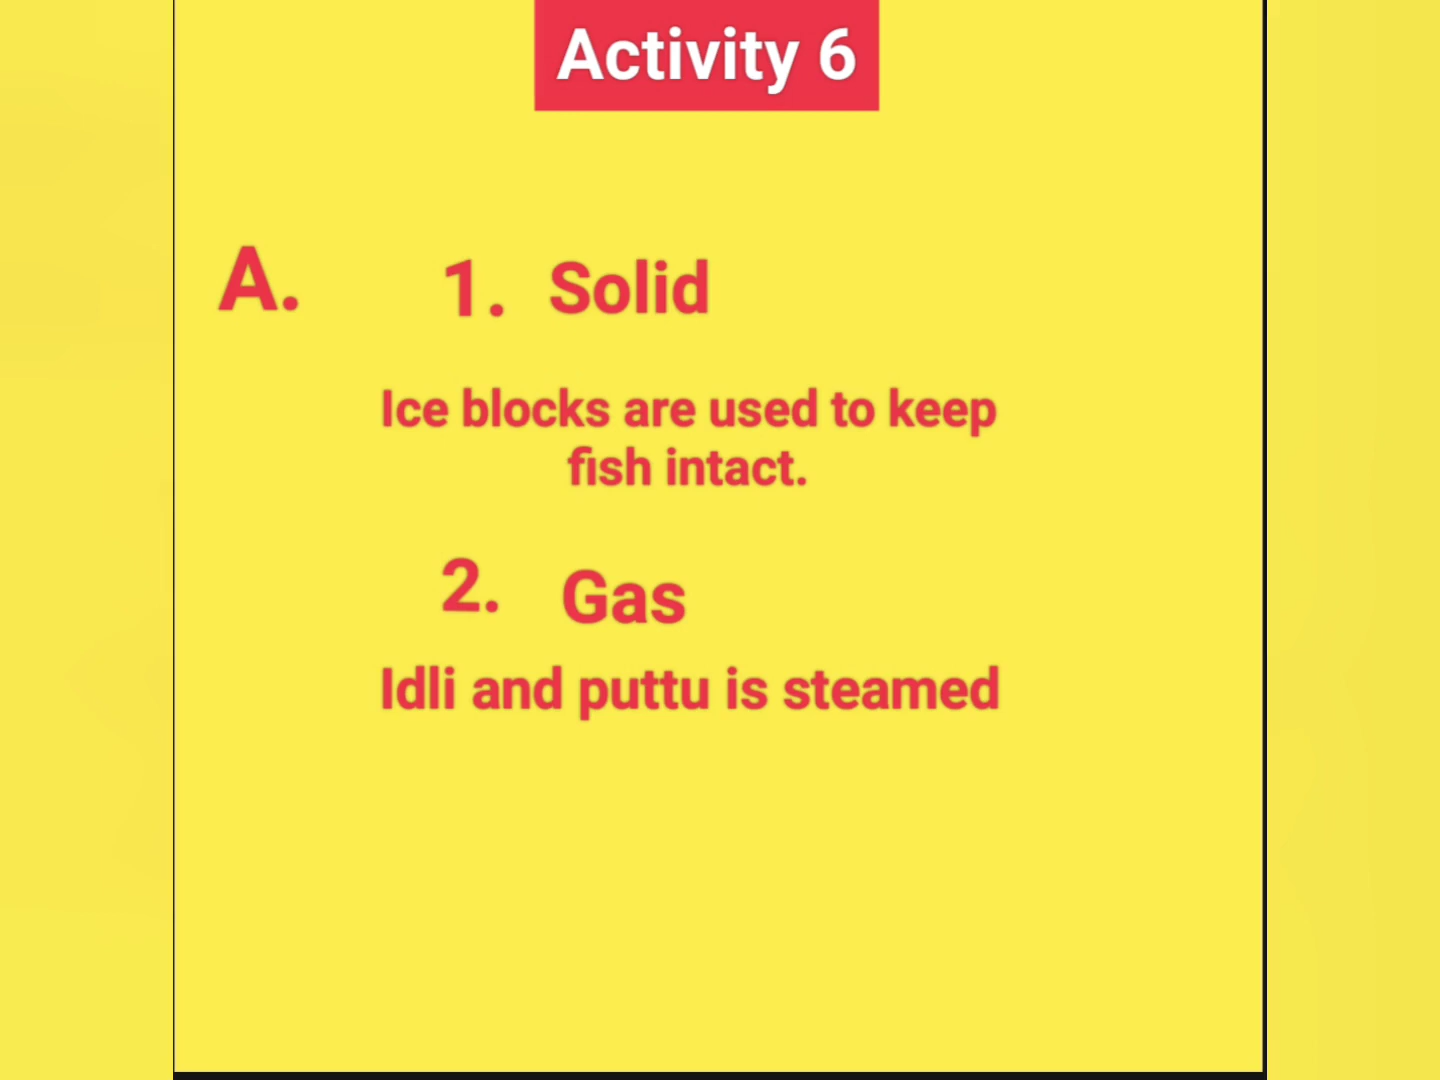 Activity 6
A. 1. Solid
Ice blocks are used to keep
fish intact.
2. Gas
Idli and puttu is steamed